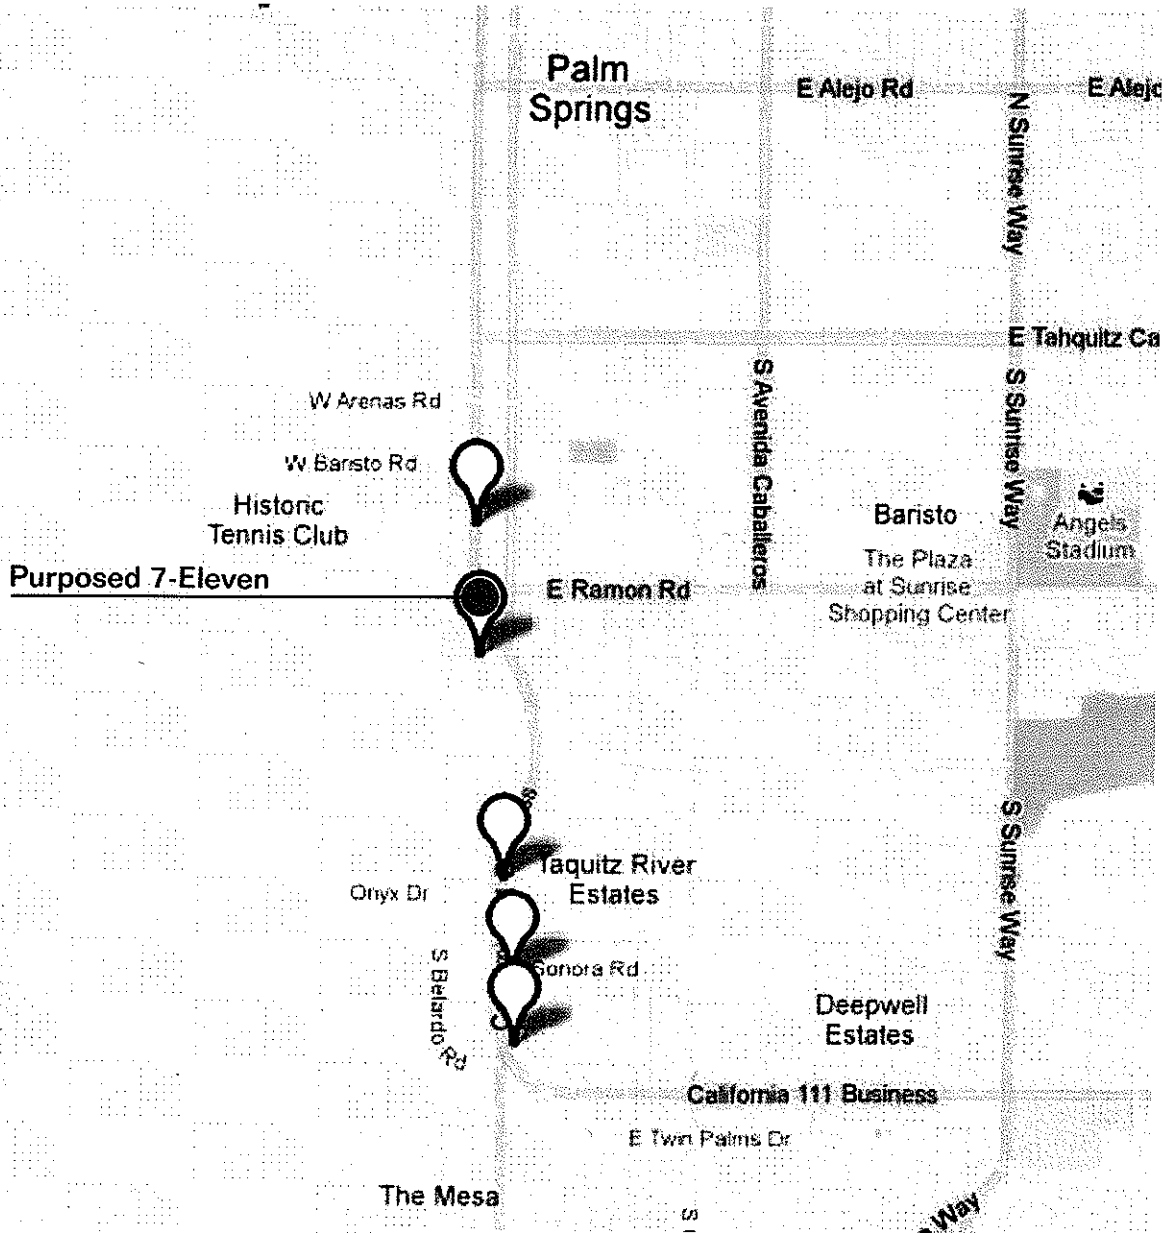 Palm
Springs
E Alejo Rd
E Alejo
N Sunrise Way
E Tahquitz Ca
W Arenas Rd
S Avenida Caballeros
S Sunrise Way
W Baristo Rd
Historic
Tennis Club
Baristo
Angels
Stadium
The Plaza
at Sunrise
Shopping Center
Purposed 7-Eleven
E Ramon Rd
Taquitz River
Estates
S Sunrise Way
Onyx Dr
Sonora Rd
S Belardo Rd
Deepwell
Estates
California 111 Business
E Twin Palms Dr
The Mesa
S
Way